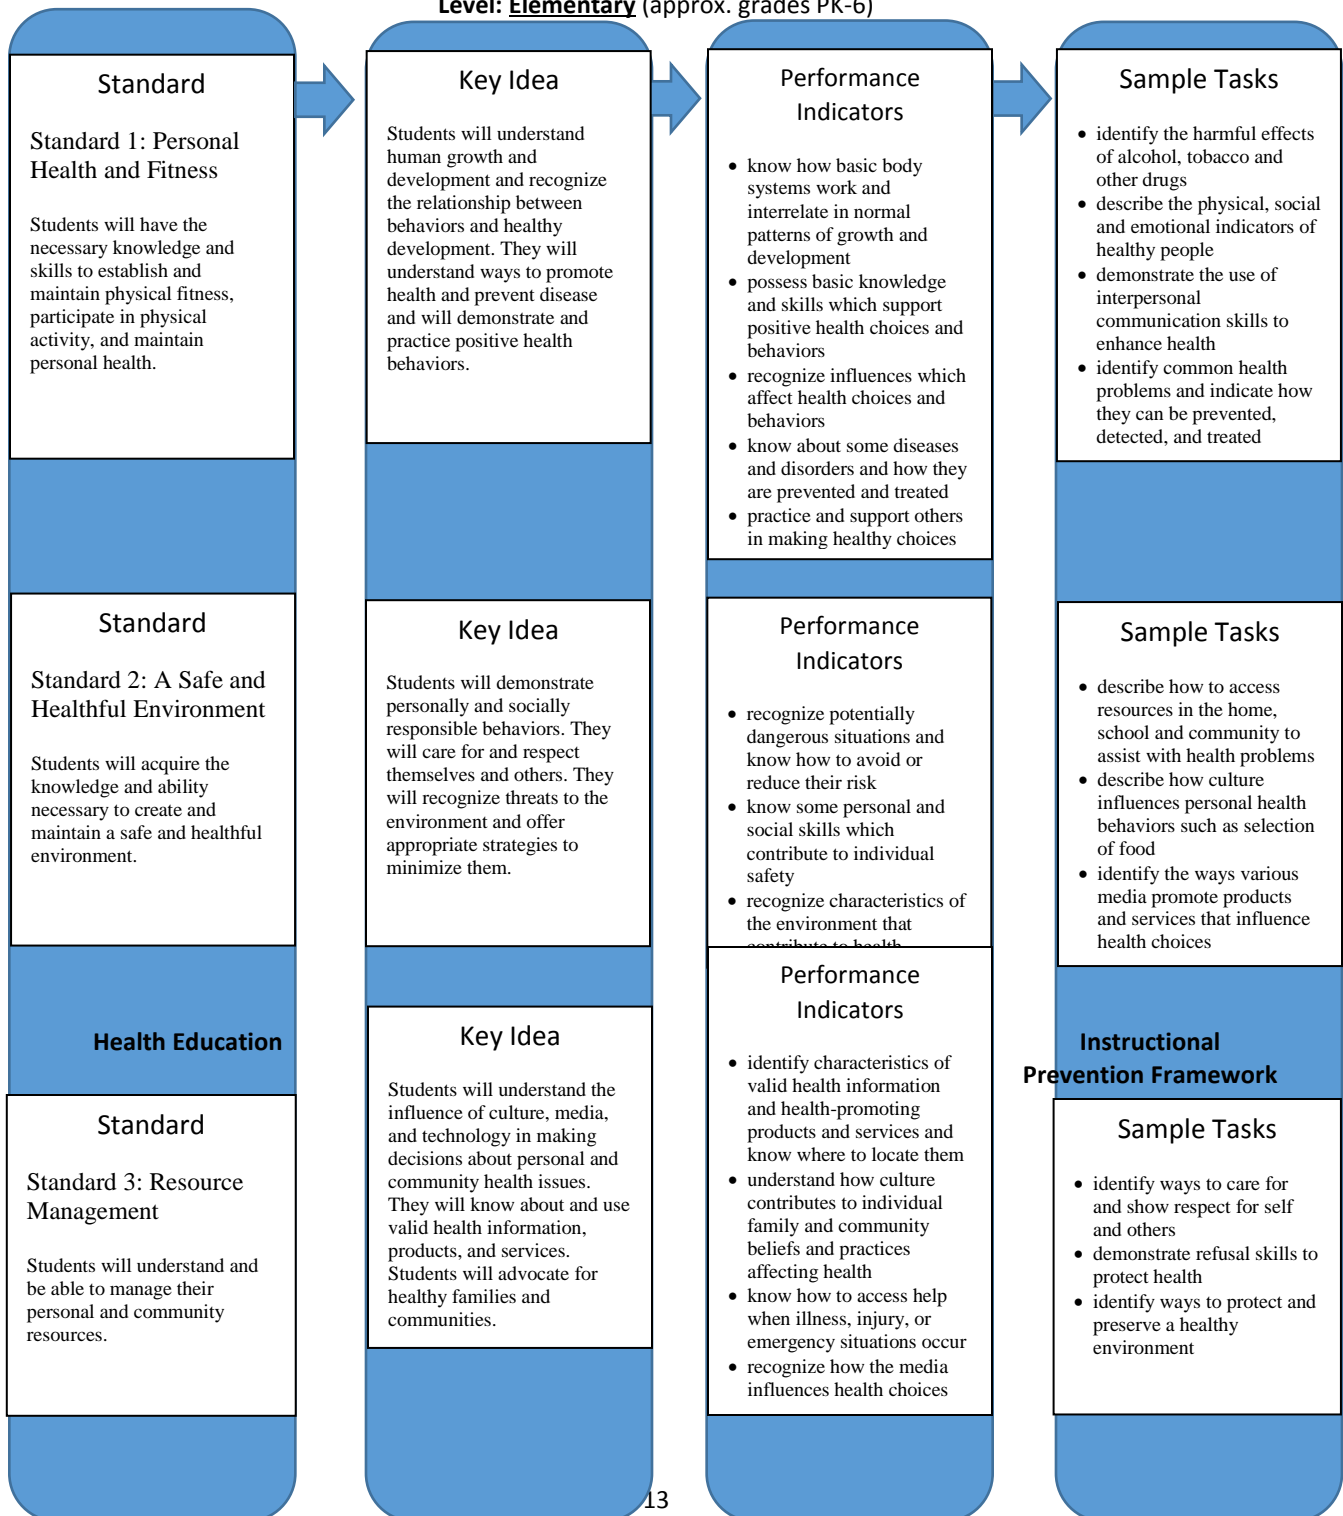 Level: Elementary (approx. grades PK-6)
Standard
Standard 1: Personal
Health and Fitness
Students will have the
necessary knowledge and
skills to establish and
maintain physical fitness,
participate in physical
activity, and maintain
personal health.
Key Idea
Students will understand
human growth and
development and recognize
the relationship between
behaviors and healthy
development. They will
understand ways to promote
health and prevent disease
and will demonstrate and
practice positive health
behaviors.
Performance
Indicators
• know how basic body
systems work and
interrelate in normal
patterns of growth and
development
• possess basic knowledge
and skills which support
positive health choices and
behaviors
• recognize influences which
affect health choices and
behaviors
• know about some diseases
and disorders and how they
are prevented and treated
• practice and support others
in making healthy choices
Sample Tasks
• identify the harmful effects
of alcohol, tobacco and
other drugs
• describe the physical, social
and emotional indicators of
healthy people
• demonstrate the use of
interpersonal
communication skills to
enhance health
• identify common health
problems and indicate how
they can be prevented,
detected, and treated
Standard
Standard 2: A Safe and
Healthful Environment
Students will acquire the
knowledge and ability
necessary to create and
maintain a safe and healthful
environment.
Key Idea
Students will demonstrate
personally and socially
responsible behaviors. They
will care for and respect
themselves and others. They
will recognize threats to the
environment and offer
appropriate strategies to
minimize them.
Performance
Indicators
• recognize potentially
dangerous situations and
know how to avoid or
reduce their risk
• know some personal and
social skills which
contribute to individual
safety
• recognize characteristics of
the environment that
contribute to health
Sample Tasks
• describe how to access
resources in the home,
school and community to
assist with health problems
• describe how culture
influences personal health
behaviors such as selection
of food
• identify the ways various
media promote products
and services that influence
health choices
Health Education
Instructional
Prevention Framework
Standard
Standard 3: Resource
Management
Students will understand and
be able to manage their
personal and community
resources.
Key Idea
Students will understand the
influence of culture, media,
and technology in making
decisions about personal and
community health issues.
They will know about and use
valid health information,
products, and services.
Students will advocate for
healthy families and
communities.
Performance
Indicators
• identify characteristics of
valid health information
and health-promoting
products and services and
know where to locate them
• understand how culture
contributes to individual
family and community
beliefs and practices
affecting health
• know how to access help
when illness, injury, or
emergency situations occur
• recognize how the media
influences health choices
Sample Tasks
• identify ways to care for
and show respect for self
and others
• demonstrate refusal skills to
protect health
• identify ways to protect and
preserve a healthy
environment
13